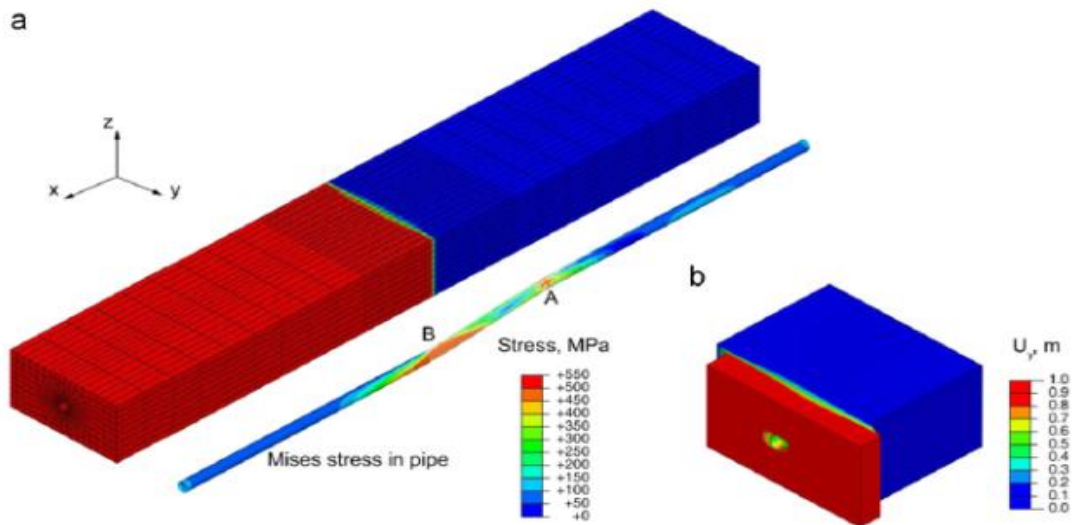 a
z
x
y
A
B
b
Stress, MPa
+550
+500
+450
+400
+350
+300
+250
+200
+150
+100
+50
+0
Mises stress in pipe
Uy, m
1.0
0.9
0.8
0.7
0.6
0.5
0.4
0.3
0.2
0.1
0.0